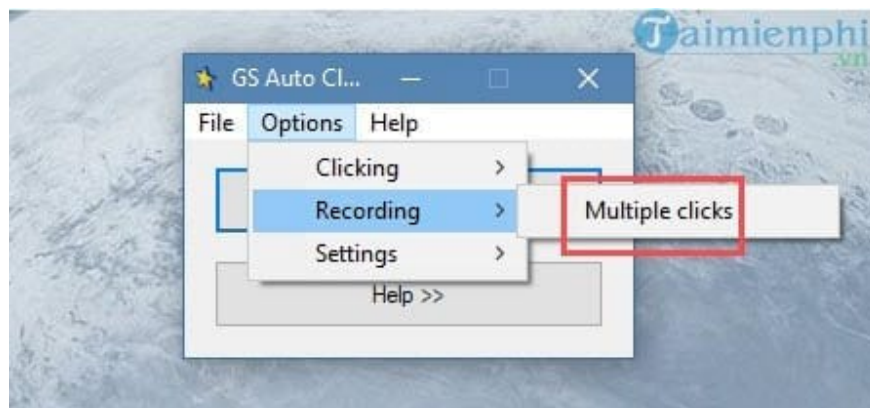 Taimienphi
.vn
GS Auto Cl...
File Options Help
Clicking >
Recording >
Multiple clicks
Settings >
Help >>